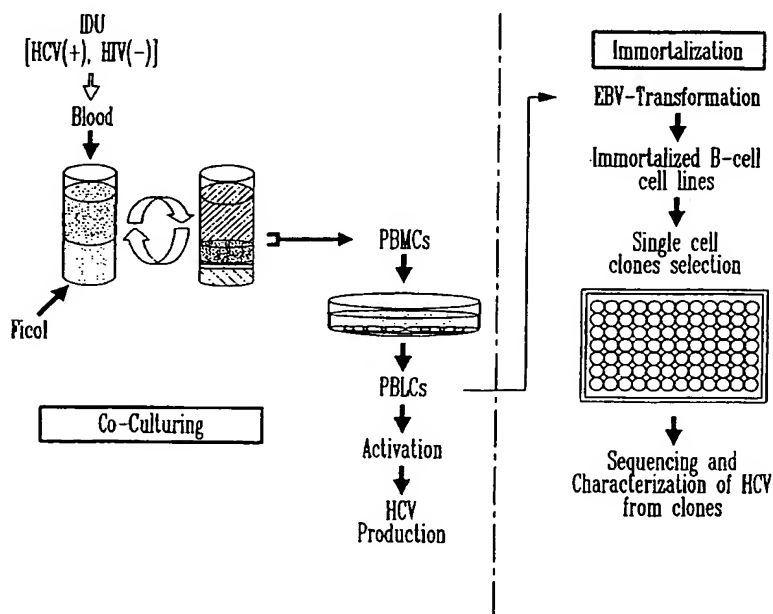 IDU
[HCV(+), HIV(-)]
Blood
Ficol
Co-Culturing
PBMCs
PBLCs
Activation
HCV
Production
Immortalization
EBV-Transformation
Immortalized B-cell
cell lines
Single cell
clones selection
Sequencing and
Characterization of HCV
from clones